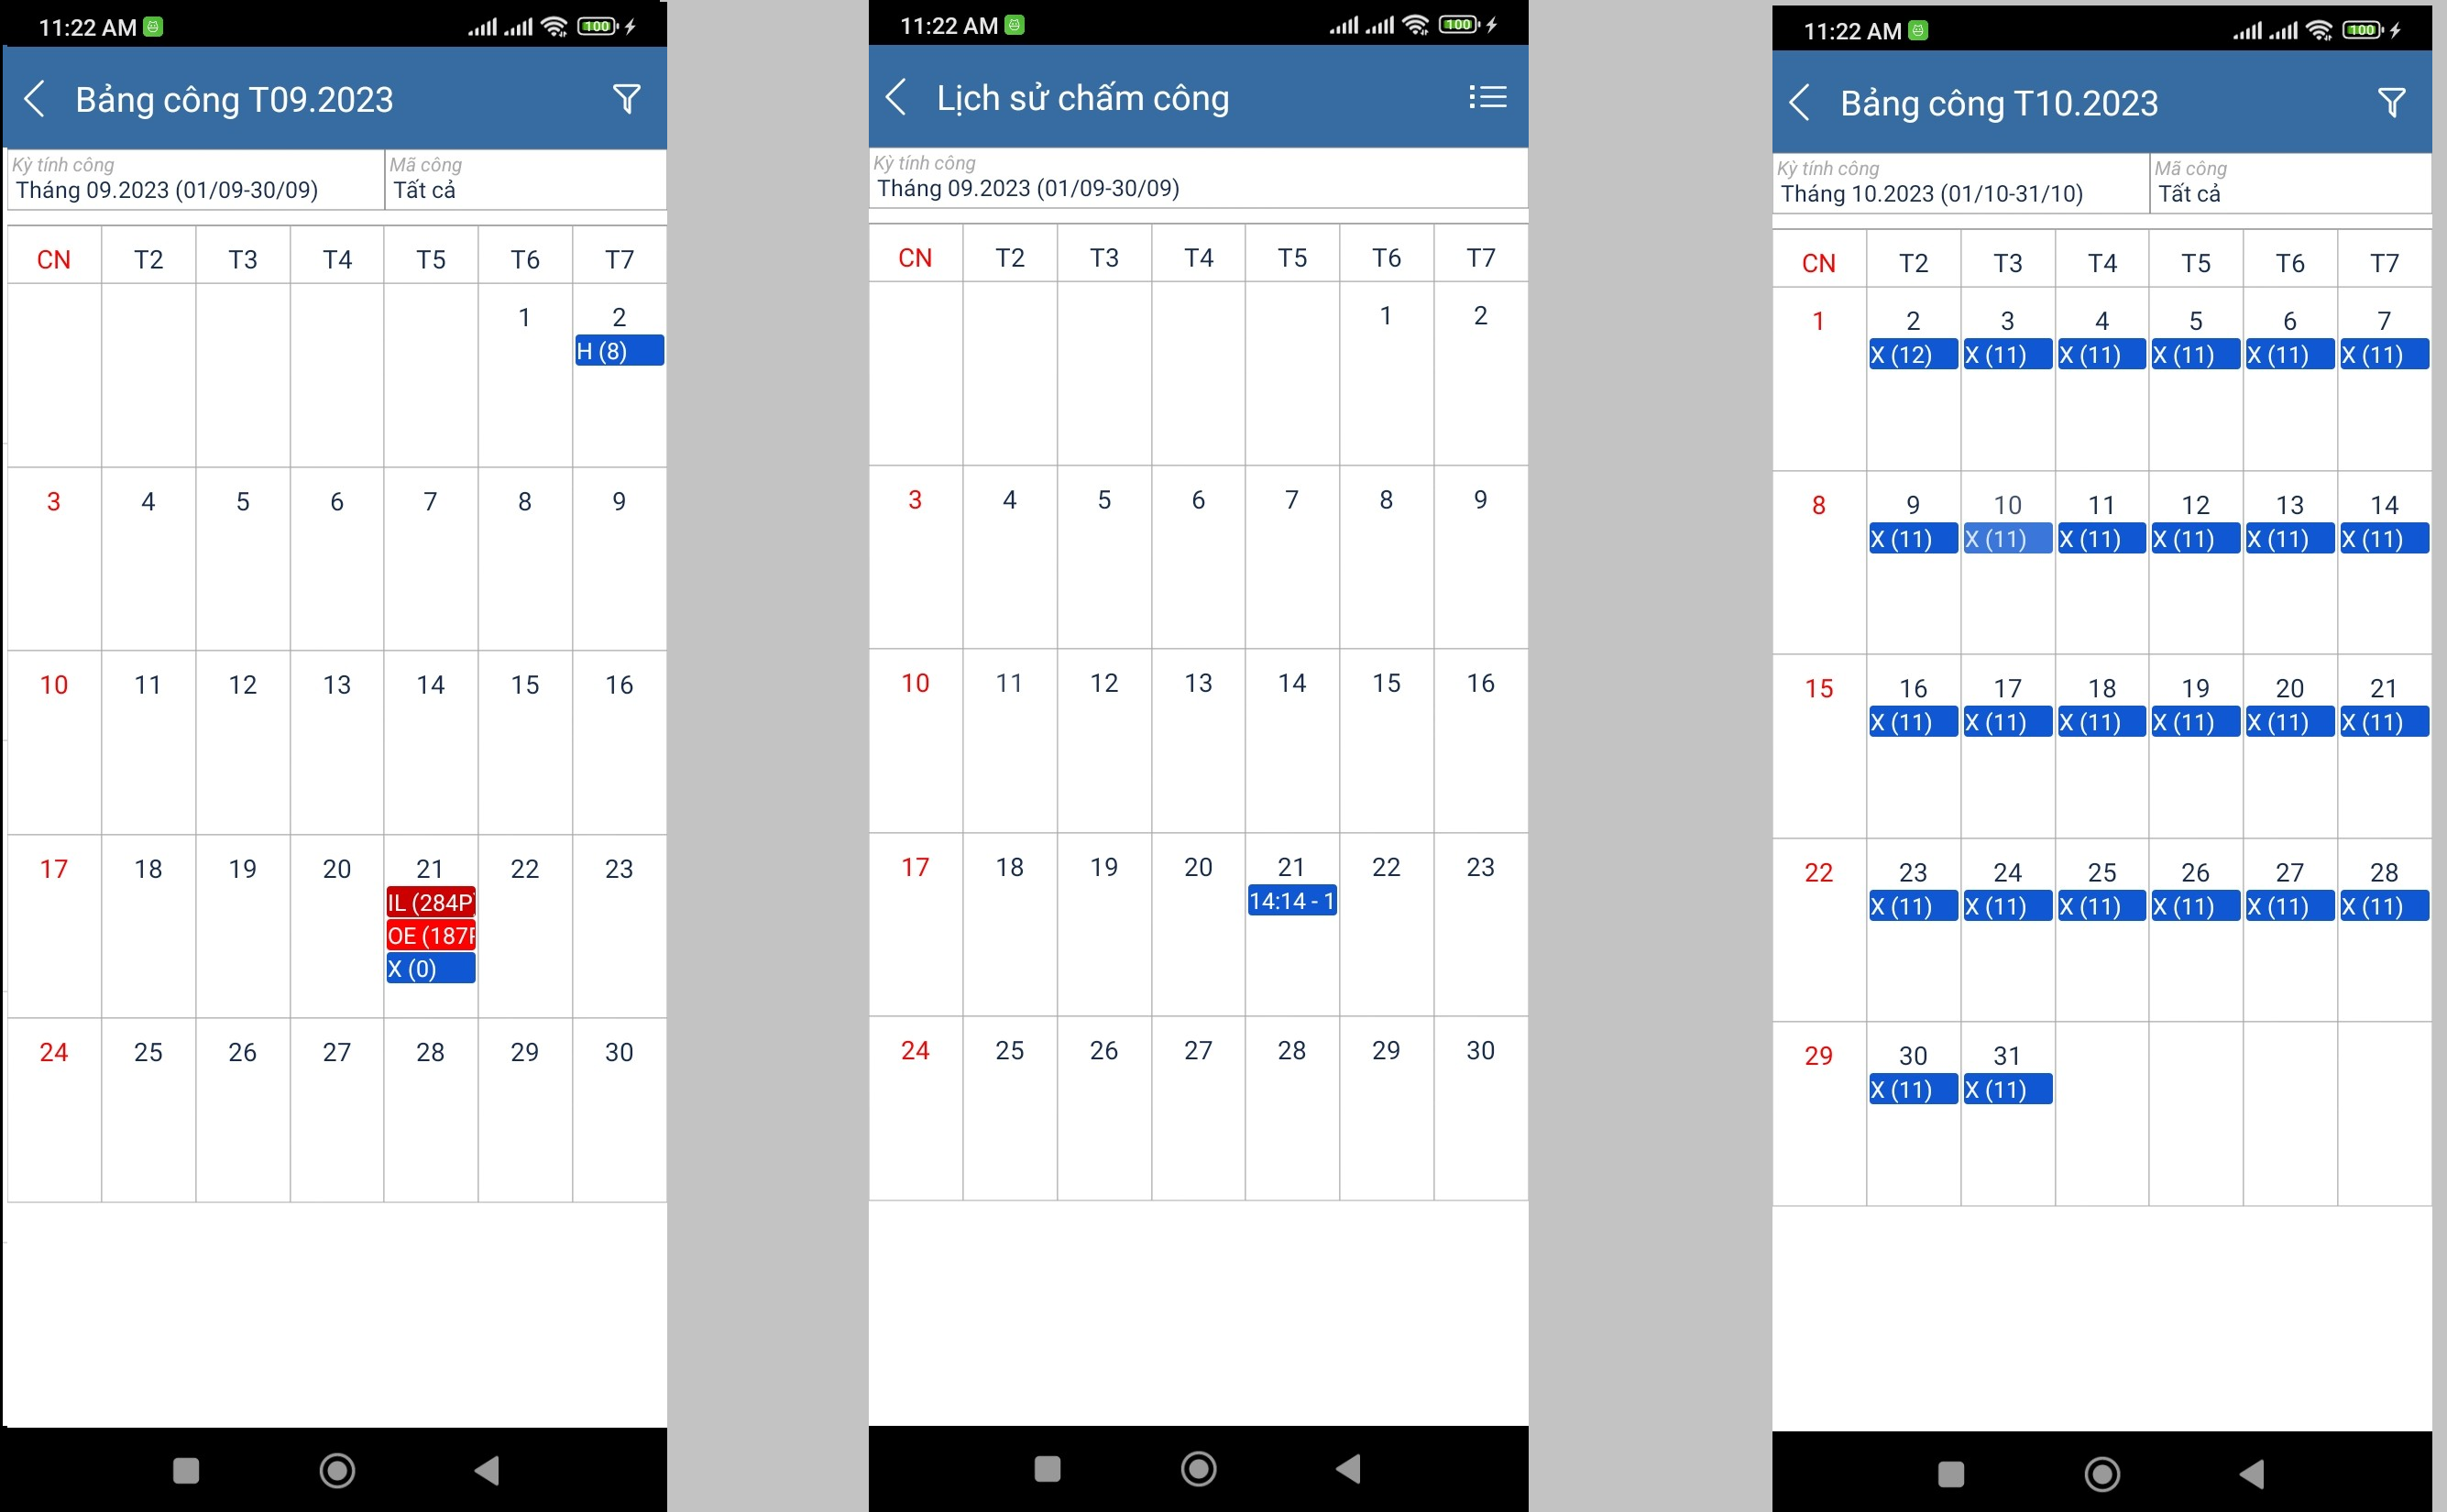 11:22 AM
100
Bảng công T09.2023
Kỳ tính công
Mã công
Tháng 09.2023 (01/09-30/09)
Tất cả
CN T2 T3 T4 T5 T6 T7
1 2
H (8)
3 4 5 6 7 8 9
10 11 12 13 14 15 16
17 18 19 20 21 22 23
IL (284P)
OE (187P
X (0)
24 25 26 27 28 29 30
11:22 AM
100
Lịch sử chấm công
Kỳ tính công
Tháng 09.2023 (01/09-30/09)
CN T2 T3 T4 T5 T6 T7
1 2
3 4 5 6 7 8 9
10 11 12 13 14 15 16
17 18 19 20 21 22 23
14:14 - 1
24 25 26 27 28 29 30
11:22 AM
100
Bảng công T10.2023
Kỳ tính công
Mã công
Tháng 10.2023 (01/10-31/10)
Tất cả
CN T2 T3 T4 T5 T6 T7
1 2 3 4 5 6 7
X (12) X (11) X (11) X (11) X (11) X (11)
8 9 10 11 12 13 14
X (11) X (11) X (11) X (11) X (11) X (11)
15 16 17 18 19 20 21
X (11) X (11) X (11) X (11) X (11) X (11)
22 23 24 25 26 27 28
X (11) X (11) X (11) X (11) X (11) X (11)
29 30 31
X (11) X (11)